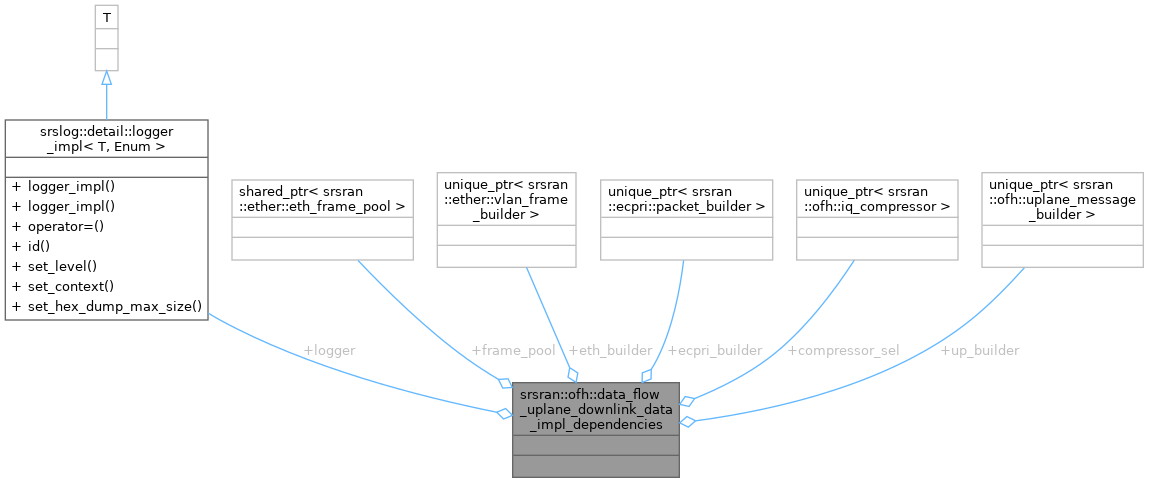 T
srslog::detail::logger
_impl< T, Enum >
+ logger_impl()
+ logger_impl()
+ operator=()
+ id()
+ set_level()
+ set_context()
+ set_hex_dump_max_size()
shared_ptr< srsran
::ether::eth_frame_pool >
unique_ptr< srsran
::ether::vlan_frame
_builder >
unique_ptr< srsran
::ecpri::packet_builder >
unique_ptr< srsran
::ofh::iq_compressor >
unique_ptr< srsran
::ofh::uplane_message
_builder >
+logger
+frame_pool
+eth_builder
+ecpri_builder
+compressor_sel
+up_builder
srsran::ofh::data_flow
_uplane_downlink_data
_impl_dependencies